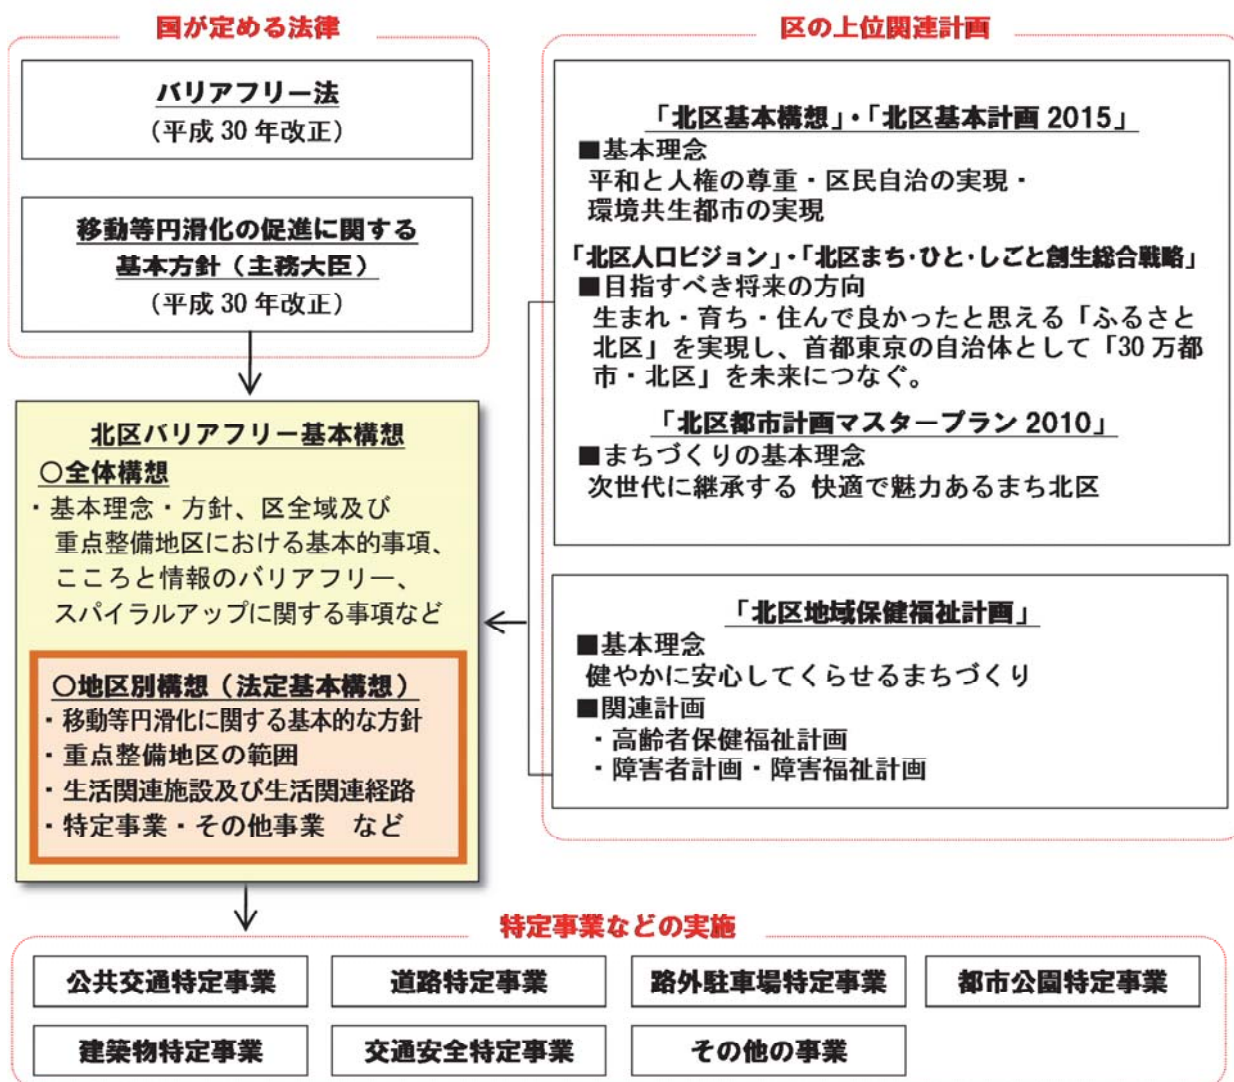 国が定める法律
バリアフリー法
(平成 30 年改正)
移動等円滑化の促進に関する
基本方針(主務大臣)
(平成 30 年改正)
北区バリアフリー基本構想
○全体構想
・基本理念・方針、区全域及び
重点整備地区における基本的事項、
こころと情報のバリアフリー、
スパイラルアップに関する事項など
○地区別構想(法定基本構想)
・移動等円滑化に関する基本的な方針
・重点整備地区の範囲
・生活関連施設及び生活関連経路
・特定事業・その他事業 など
区の上位関連計画
「北区基本構想」・「北区基本計画 2015」
■基本理念
平和と人権の尊重・区民自治の実現・
環境共生都市の実現
「北区人口ビジョン」・「北区まち・ひと・しごと創生総合戦略」
■目指すべき将来の方向
生まれ・育ち・住んで良かったと思える「ふるさと
北区」を実現し、首都東京の自治体として「30 万都
市・北区」を未来につなぐ。
「北区都市計画マスタープラン 2010」
■まちづくりの基本理念
次世代に継承する 快適で魅力あるまち北区
「北区地域保健福祉計画」
■基本理念
健やかに安心してくらせるまちづくり
■関連計画
・高齢者保健福祉計画
・障害者計画・障害福祉計画
特定事業などの実施
公共交通特定事業
道路特定事業
路外駐車場特定事業
都市公園特定事業
建築物特定事業
交通安全特定事業
その他の事業